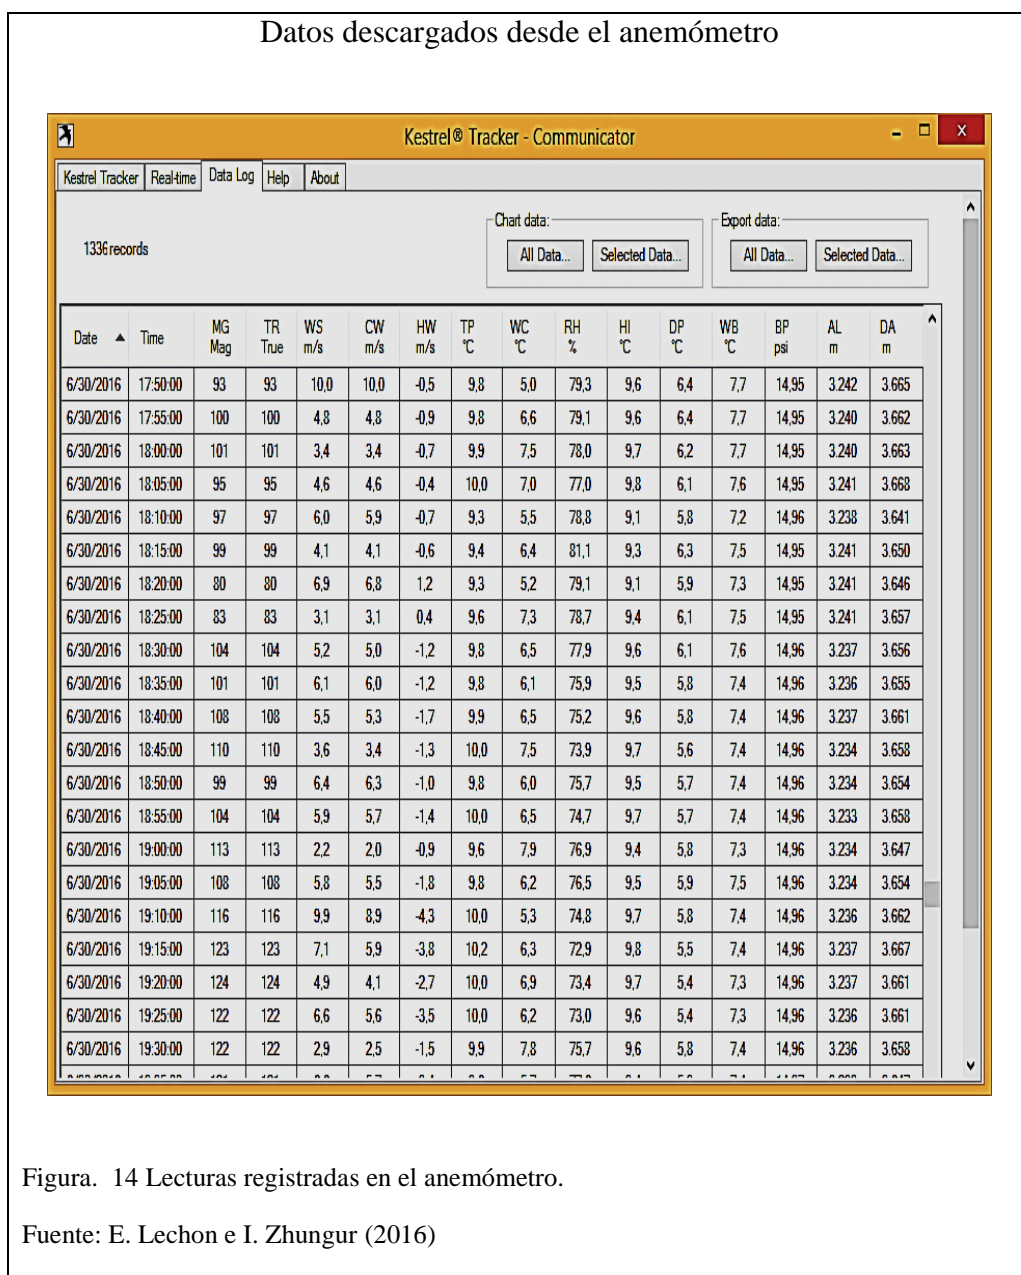 Datos descargados desde el anemómetro
Kestrel® Tracker - Communicator
Kestrel Tracker Real-time Data Log Help About
1336 records
Chart data: Export data:
All Data... Selected Data... All Data... Selected Data...
Date Time MG Mag TR True WS m/s CW m/s HW m/s TP °C WC °C RH % HI °C DP °C WB °C BP psi AL m DA m
6/30/2016 17:50:00 93 93 10,0 10,0 -0,5 9,8 5,0 79,3 9,6 6,4 7,7 14,95 3.242 3.665
6/30/2016 17:55:00 100 100 4,8 4,8 -0,9 9,8 6,6 79,1 9,6 6,4 7,7 14,95 3.240 3.662
6/30/2016 18:00:00 101 101 3,4 3,4 -0,7 9,9 7,5 78,0 9,7 6,2 7,7 14,95 3.240 3.663
6/30/2016 18:05:00 95 95 4,6 4,6 -0,4 10,0 7,0 77,0 9,8 6,1 7,6 14,95 3.241 3.668
6/30/2016 18:10:00 97 97 6,0 5,9 -0,7 9,3 5,5 78,8 9,1 5,8 7,2 14,96 3.238 3.641
6/30/2016 18:15:00 99 99 4,1 4,1 -0,6 9,4 6,4 81,1 9,3 6,3 7,5 14,95 3.241 3.650
6/30/2016 18:20:00 80 80 6,9 6,8 1,2 9,3 5,2 79,1 9,1 5,9 7,3 14,95 3.241 3.646
6/30/2016 18:25:00 83 83 3,1 3,1 0,4 9,6 7,3 78,7 9,4 6,1 7,5 14,95 3.241 3.657
6/30/2016 18:30:00 104 104 5,2 5,0 -1,2 9,8 6,5 77,9 9,6 6,1 7,6 14,96 3.237 3.656
6/30/2016 18:35:00 101 101 6,1 6,0 -1,2 9,8 6,1 75,9 9,5 5,8 7,4 14,96 3.236 3.655
6/30/2016 18:40:00 108 108 5,5 5,3 -1,7 9,9 6,5 75,2 9,6 5,8 7,4 14,96 3.237 3.661
6/30/2016 18:45:00 110 110 3,6 3,4 -1,3 10,0 7,5 73,9 9,7 5,6 7,4 14,96 3.234 3.658
6/30/2016 18:50:00 99 99 6,4 6,3 -1,0 9,8 6,0 75,7 9,5 5,7 7,4 14,96 3.234 3.654
6/30/2016 18:55:00 104 104 5,9 5,7 -1,4 10,0 6,5 74,7 9,7 5,7 7,4 14,96 3.233 3.658
6/30/2016 19:00:00 113 113 2,2 2,0 -0,9 9,6 7,9 76,9 9,4 5,8 7,3 14,96 3.234 3.647
6/30/2016 19:05:00 108 108 5,8 5,5 -1,8 9,8 6,2 76,5 9,5 5,9 7,5 14,96 3.234 3.654
6/30/2016 19:10:00 116 116 9,9 8,9 -4,3 10,0 5,3 74,8 9,7 5,8 7,4 14,96 3.236 3.662
6/30/2016 19:15:00 123 123 7,1 5,9 -3,8 10,2 6,3 72,9 9,8 5,5 7,4 14,96 3.237 3.667
6/30/2016 19:20:00 124 124 4,9 4,1 -2,7 10,0 6,9 73,4 9,7 5,4 7,3 14,96 3.237 3.661
6/30/2016 19:25:00 122 122 6,6 5,6 -3,5 10,0 6,2 73,0 9,6 5,4 7,3 14,96 3.236 3.661
6/30/2016 19:30:00 122 122 2,9 2,5 -1,5 9,9 7,8 75,7 9,6 5,8 7,4 14,96 3.236 3.658
Figura. 14 Lecturas registradas en el anemómetro.
Fuente: E. Lechon e I. Zhungur (2016)